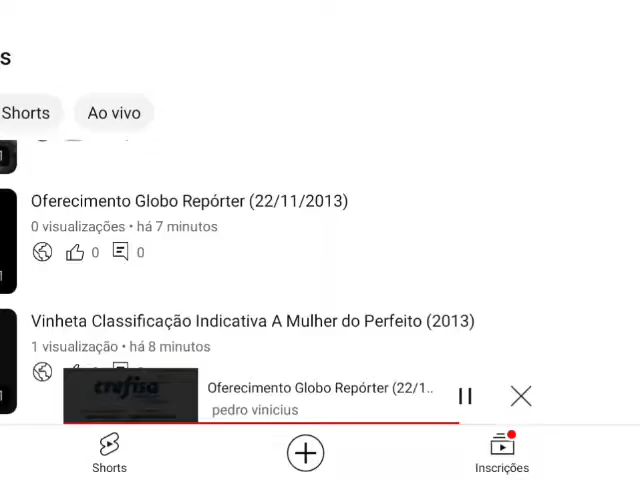 s
Shorts
Ao vivo
Oferecimento Globo Repórter (22/11/2013)
0 visualizações • há 7 minutos
0 0
Vinheta Classificação Indicativa A Mulher do Perfeito (2013)
1 visualização • há 8 minutos
crefisa
Oferecimento Globo Repórter (22/1..
pedro vinicius
Shorts
Inscrições